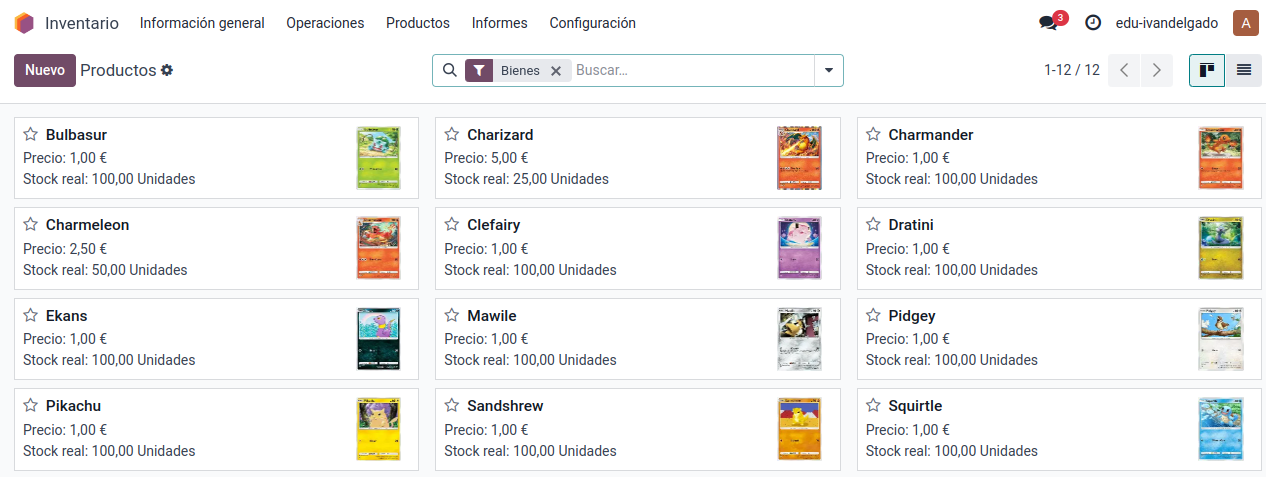 Inventario Información general Operaciones Productos Informes Configuración 3 edu-ivandelgado A
Nuevo Productos Bienes Buscar... 1-12 / 12
Bulbasur Charizard Charmander
Precio: 1,00 € Precio: 5,00 € Precio: 1,00 €
Stock real: 100,00 Unidades Stock real: 25,00 Unidades Stock real: 100,00 Unidades
Charmeleon Clefairy Dratini
Precio: 2,50 € Precio: 1,00 € Precio: 1,00 €
Stock real: 50,00 Unidades Stock real: 100,00 Unidades Stock real: 100,00 Unidades
Ekans Mawile Pidgey
Precio: 1,00 € Precio: 1,00 € Precio: 1,00 €
Stock real: 100,00 Unidades Stock real: 100,00 Unidades Stock real: 100,00 Unidades
Pikachu Sandshrew Squirtle
Precio: 1,00 € Precio: 1,00 € Precio: 1,00 €
Stock real: 100,00 Unidades Stock real: 100,00 Unidades Stock real: 100,00 Unidades